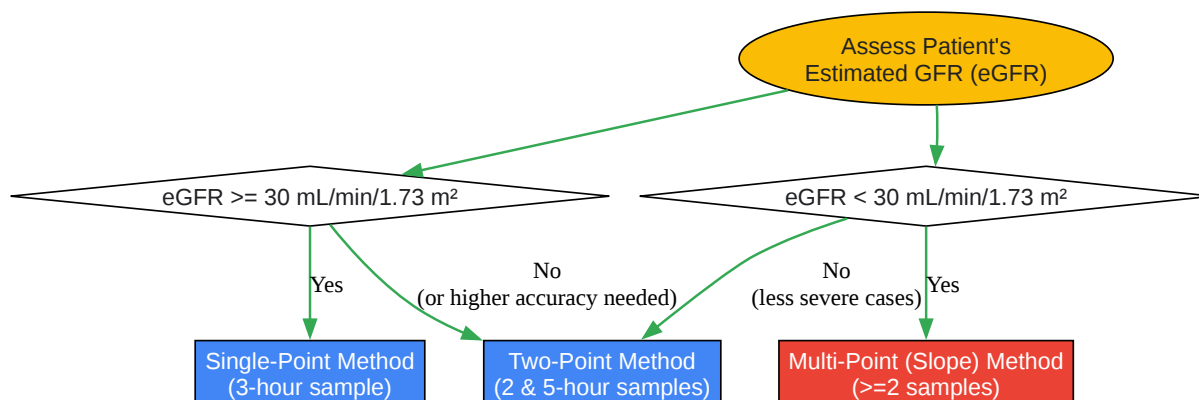 Assess Patient's
Estimated GFR (eGFR)
eGFR >= 30 mL/min/1.73 m²
eGFR < 30 mL/min/1.73 m²
Yes
No
(or higher accuracy needed)
No
(less severe cases)
Yes
Single-Point Method
(3-hour sample)
Two-Point Method
(2 & 5-hour samples)
Multi-Point (Slope) Method
(>=2 samples)